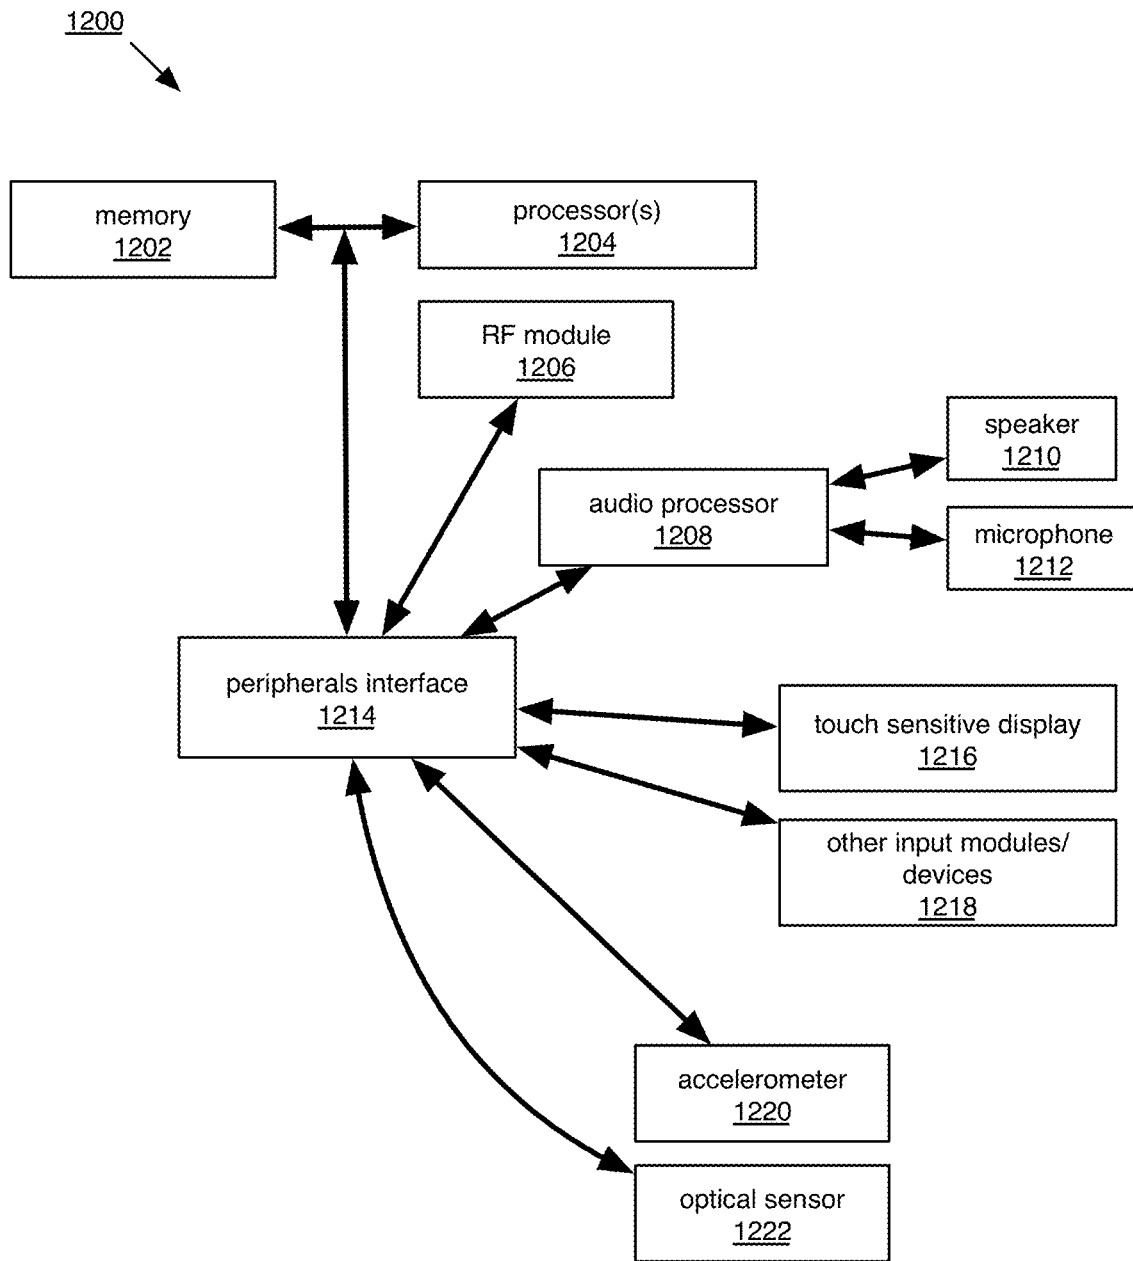 1200
memory
1202
processor(s)
1204
RF module
1206
speaker
1210
audio processor
1208
microphone
1212
peripherals interface
1214
touch sensitive display
1216
other input modules/
devices
1218
accelerometer
1220
optical sensor
1222